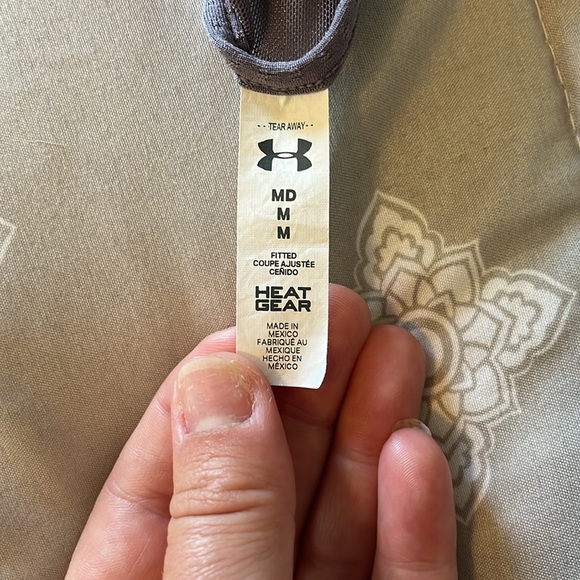 - - TEAR AWAY - -
MD
M
M
FITTED
COUPE AJUSTÉE
CEÑIDO
HEAT
GEAR
MADE IN
MEXICO
FABRIQUÉ AU
MEXIQUE
HECHO EN
MÉXICO